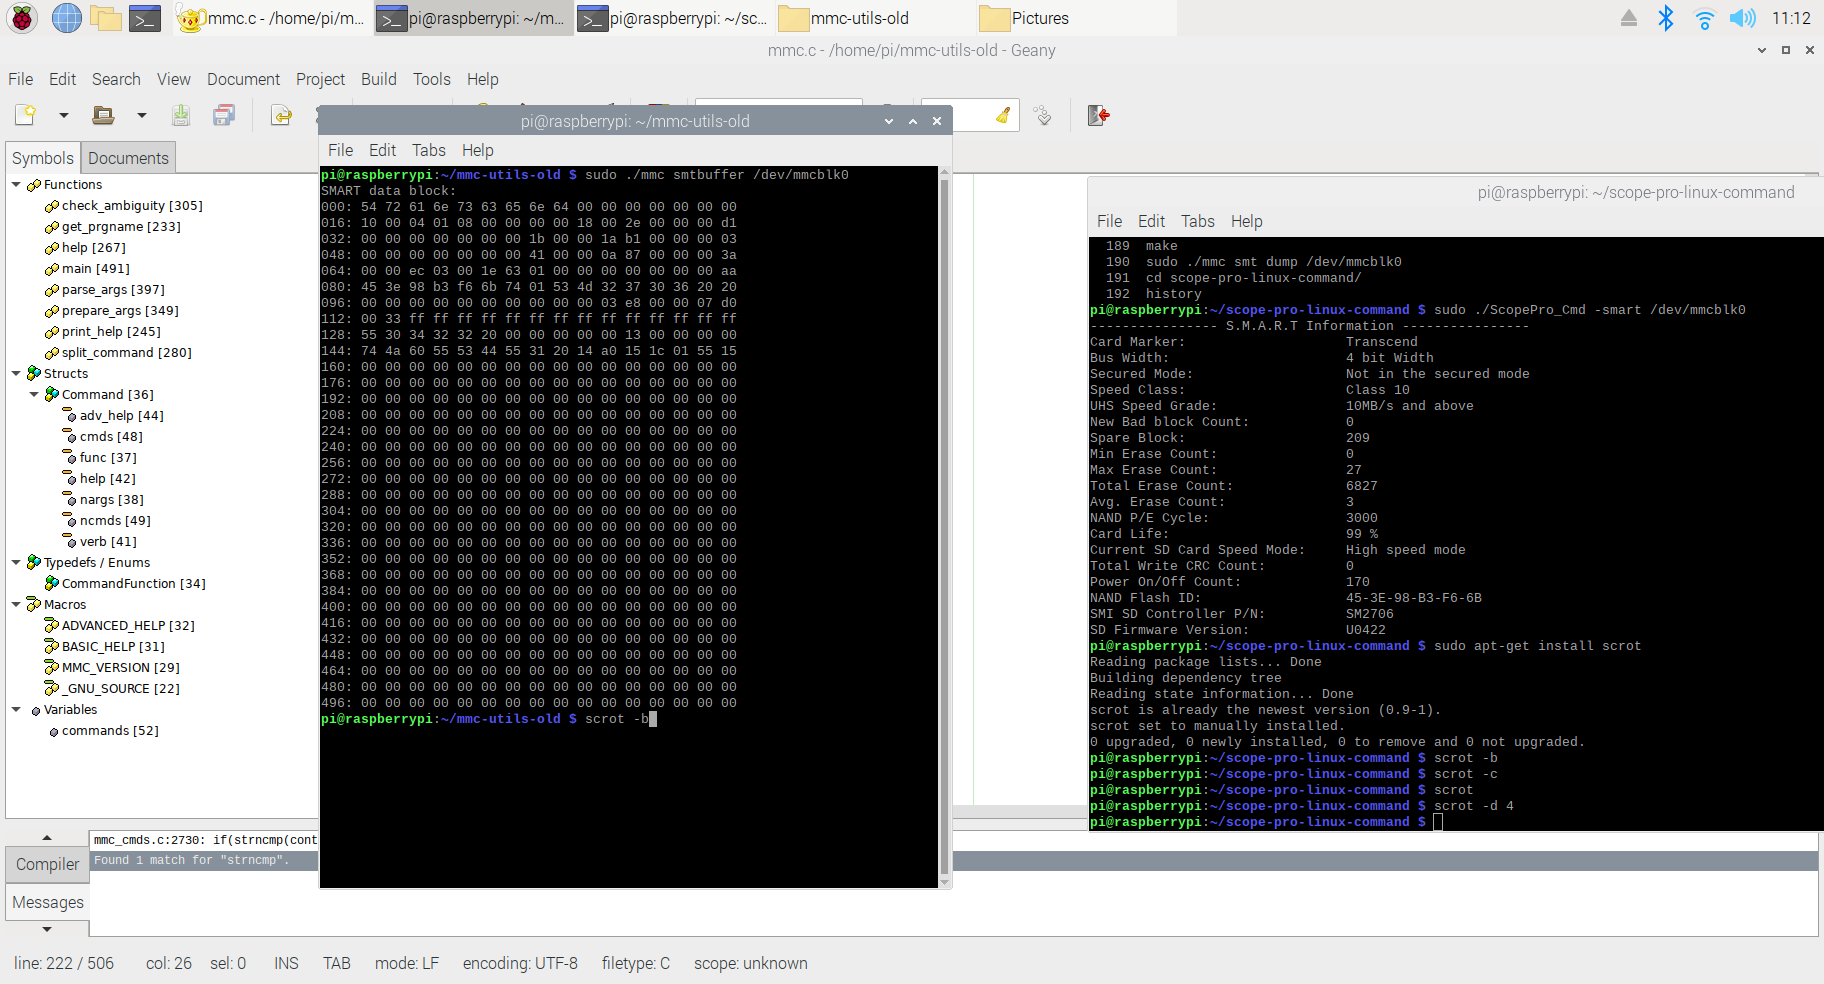 mmc.c - /home/pi/m...
pi@raspberrypi: ~/m...
pi@raspberrypi: ~/sc...
mmc-utils-old
Pictures
11:12
mmc.c - /home/pi/mmc-utils-old - Geany
File Edit Search View Document Project Build Tools Help
Symbols Documents
Functions
check_ambiguity [305]
get_prgname [233]
help [267]
main [491]
parse_args [397]
prepare_args [349]
print_help [245]
split_command [280]
Structs
Command [36]
adv_help [44]
cmds [48]
func [37]
help [42]
nargs [38]
ncmds [49]
verb [41]
Typedefs / Enums
CommandFunction [34]
Macros
ADVANCED_HELP [32]
BASIC_HELP [31]
MMC_VERSION [29]
_GNU_SOURCE [22]
Variables
commands [52]
pi@raspberrypi: ~/mmc-utils-old
File Edit Tabs Help
pi@raspberrypi:~/mmc-utils-old $ sudo ./mmc smtbuffer /dev/mmcblk0
SMART data block:
000: 54 72 61 6e 73 63 65 6e 64 00 00 00 00 00 00 00
016: 10 00 04 01 08 00 00 00 00 18 00 2e 00 00 00 d1
032: 00 00 00 00 00 00 00 1b 00 00 1a b1 00 00 00 03
048: 00 00 00 00 00 00 00 41 00 00 0a 87 00 00 00 3a
064: 00 00 ec 03 00 1e 63 01 00 00 00 00 00 00 00 aa
080: 45 3e 98 b3 f6 6b 74 01 53 4d 32 37 30 36 20 20
096: 00 00 00 00 00 00 00 00 00 00 03 e8 00 00 07 d0
112: 00 33 ff ff ff ff ff ff ff ff ff ff ff ff ff ff
128: 55 30 34 32 32 20 00 00 00 00 00 13 00 00 00 00
144: 74 4a 60 55 53 44 55 31 20 14 a0 15 1c 01 55 15
160: 00 00 00 00 00 00 00 00 00 00 00 00 00 00 00 00
176: 00 00 00 00 00 00 00 00 00 00 00 00 00 00 00 00
192: 00 00 00 00 00 00 00 00 00 00 00 00 00 00 00 00
208: 00 00 00 00 00 00 00 00 00 00 00 00 00 00 00 00
224: 00 00 00 00 00 00 00 00 00 00 00 00 00 00 00 00
240: 00 00 00 00 00 00 00 00 00 00 00 00 00 00 00 00
256: 00 00 00 00 00 00 00 00 00 00 00 00 00 00 00 00
272: 00 00 00 00 00 00 00 00 00 00 00 00 00 00 00 00
288: 00 00 00 00 00 00 00 00 00 00 00 00 00 00 00 00
304: 00 00 00 00 00 00 00 00 00 00 00 00 00 00 00 00
320: 00 00 00 00 00 00 00 00 00 00 00 00 00 00 00 00
336: 00 00 00 00 00 00 00 00 00 00 00 00 00 00 00 00
352: 00 00 00 00 00 00 00 00 00 00 00 00 00 00 00 00
368: 00 00 00 00 00 00 00 00 00 00 00 00 00 00 00 00
384: 00 00 00 00 00 00 00 00 00 00 00 00 00 00 00 00
400: 00 00 00 00 00 00 00 00 00 00 00 00 00 00 00 00
416: 00 00 00 00 00 00 00 00 00 00 00 00 00 00 00 00
432: 00 00 00 00 00 00 00 00 00 00 00 00 00 00 00 00
448: 00 00 00 00 00 00 00 00 00 00 00 00 00 00 00 00
464: 00 00 00 00 00 00 00 00 00 00 00 00 00 00 00 00
480: 00 00 00 00 00 00 00 00 00 00 00 00 00 00 00 00
496: 00 00 00 00 00 00 00 00 00 00 00 00 00 00 00 00
pi@raspberrypi:~/mmc-utils-old $ scrot -b
pi@raspberrypi: ~/scope-pro-linux-command
File Edit Tabs Help
189 make
190 sudo ./mmc smt dump /dev/mmcblk0
191 cd scope-pro-linux-command/
192 history
pi@raspberrypi:~/scope-pro-linux-command $ sudo ./ScopePro_Cmd -smart /dev/mmcblk0
---------------- S.M.A.R.T Information ----------------
Card Marker: Transcend
Bus Width: 4 bit Width
Secured Mode: Not in the secured mode
Speed Class: Class 10
UHS Speed Grade: 10MB/s and above
New Bad block Count: 0
Spare Block: 209
Min Erase Count: 0
Max Erase Count: 27
Total Erase Count: 6827
Avg. Erase Count: 3
NAND P/E Cycle: 3000
Card Life: 99 %
Current SD Card Speed Mode: High speed mode
Total Write CRC Count: 0
Power On/Off Count: 170
NAND Flash ID: 45-3E-98-B3-F6-6B
SMI SD Controller P/N: SM2706
SD Firmware Version: U0422
pi@raspberrypi:~/scope-pro-linux-command $ sudo apt-get install scrot
Reading package lists... Done
Building dependency tree
Reading state information... Done
scrot is already the newest version (0.9-1).
scrot set to manually installed.
0 upgraded, 0 newly installed, 0 to remove and 0 not upgraded.
pi@raspberrypi:~/scope-pro-linux-command $ scrot -b
pi@raspberrypi:~/scope-pro-linux-command $ scrot -c
pi@raspberrypi:~/scope-pro-linux-command $ scrot
pi@raspberrypi:~/scope-pro-linux-command $ scrot -d 4
pi@raspberrypi:~/scope-pro-linux-command $
Compiler
Messages
mmc_cmds.c:2730: if(strncmp(cont
Found 1 match for "strncmp".
line: 222 / 506 col: 26 sel: 0 INS TAB mode: LF encoding: UTF-8 filetype: C scope: unknown